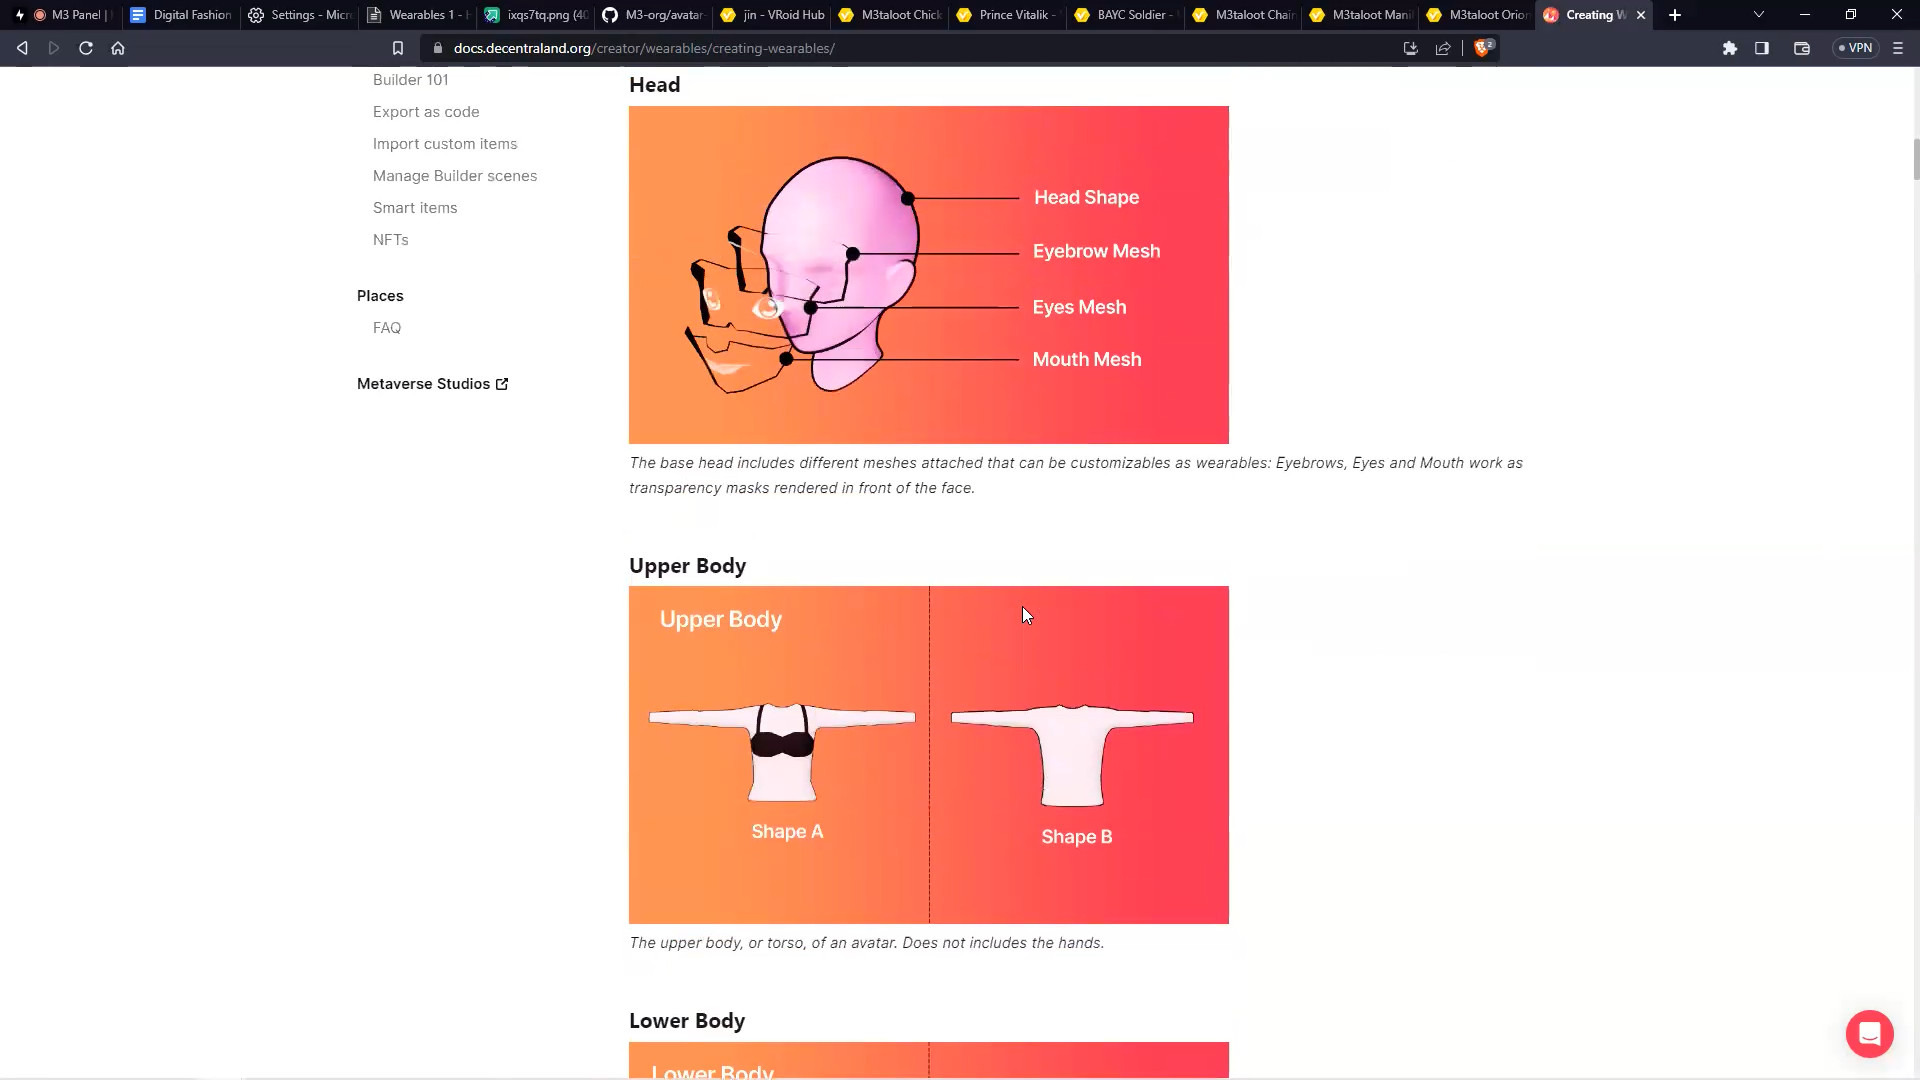 M3 Panel |
Digital Fashion
Settings - Micr
Wearables 1 -
ixqs7tq.png (40
M3-org/avatar-
jin - VRoid Hub
M3taloot Chick
Prince Vitalik -
BAYC Soldier -
M3taloot Chai
M3taloot Mani
M3taloot Orio
Creating W
docs.decentraland.org/creator/wearables/creating-wearables/
2
VPN
Builder 101
Export as code
Import custom items
Manage Builder scenes
Smart items
NFTs
Places
FAQ
Metaverse Studios
Head
Head Shape
Eyebrow Mesh
Eyes Mesh
Mouth Mesh
The base head includes different meshes attached that can be customizables as wearables: Eyebrows, Eyes and Mouth work as
transparency masks rendered in front of the face.
Upper Body
Upper Body
Shape A
Shape B
The upper body, or torso, of an avatar. Does not includes the hands.
Lower Body
Lower Body